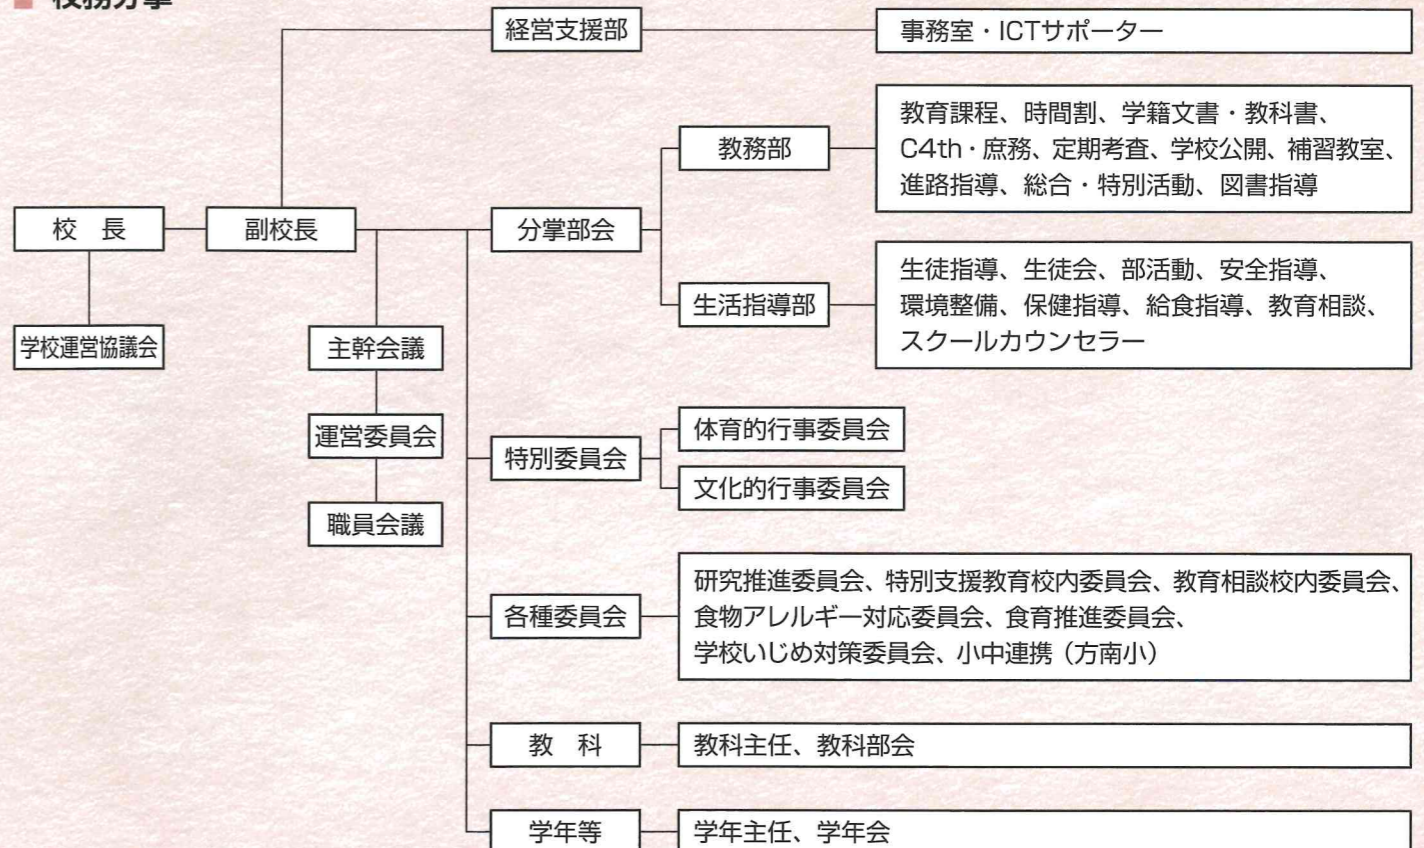 校務分掌
経営支援部
事務室・ICTサポーター
教務部
教育課程、時間割、学籍文書・教科書、
C4th・庶務、定期考査、学校公開、補習教室、
進路指導、総合・特別活動、図書指導
校　長
副校長
分掌部会
生活指導部
生徒指導、生徒会、部活動、安全指導、
環境整備、保健指導、給食指導、教育相談、
スクールカウンセラー
学校運営協議会
主幹会議
運営委員会
職員会議
特別委員会
体育的行事委員会
文化的行事委員会
各種委員会
研究推進委員会、特別支援教育校内委員会、教育相談校内委員会、
食物アレルギー対応委員会、食育推進委員会、
学校いじめ対策委員会、小中連携（方南小）
教　科
教科主任、教科部会
学年等
学年主任、学年会